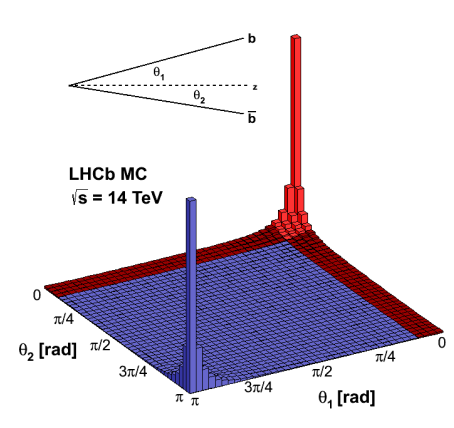 b
θ1
z
θ2
b̅
LHCb MC
√s = 14 TeV
0
π/4
π/2
3π/4
π
θ2 [rad]
π
3π/4
π/2
π/4
0
θ1 [rad]